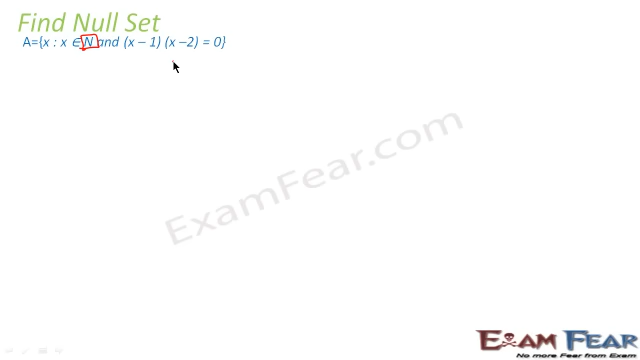 Find Null Set
A={x : x ∈ N and (x – 1) (x –2) = 0}
ExamFear.com
EXAM FEAR
No more Fear from Exam